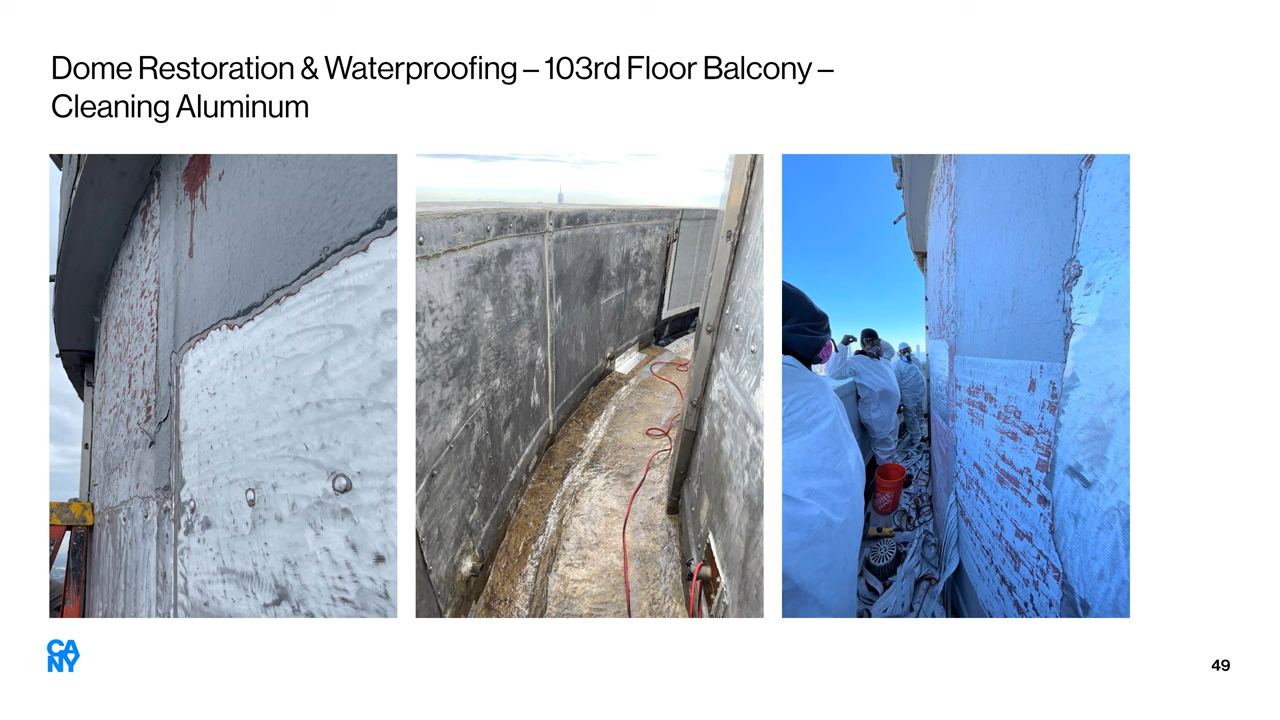 Dome Restoration & Waterproofing – 103rd Floor Balcony –
Cleaning Aluminum
CA
NY
49